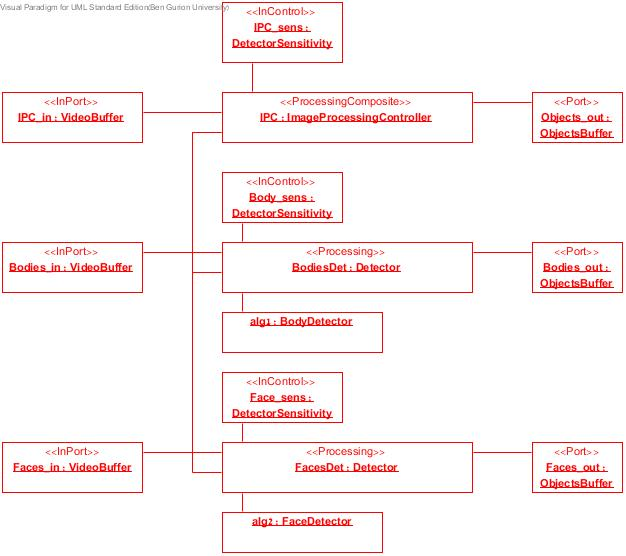 Visual Paradigm for UML Standard Edition(Ben Gurion University)
<<InControl>>
IPC_sens :
DetectorSensitivity
<<InPort>>
IPC_in : VideoBuffer
<<ProcessingComposite>>
IPC : ImageProcessingController
<<Port>>
Objects_out :
ObjectsBuffer
<<InControl>>
Body_sens :
DetectorSensitivity
<<InPort>>
Bodies_in : VideoBuffer
<<Processing>>
BodiesDet : Detector
<<Port>>
Bodies_out :
ObjectsBuffer
alg1 : BodyDetector
<<InControl>>
Face_sens :
DetectorSensitivity
<<InPort>>
Faces_in : VideoBuffer
<<Processing>>
FacesDet : Detector
<<Port>>
Faces_out :
ObjectsBuffer
alg2 : FaceDetector